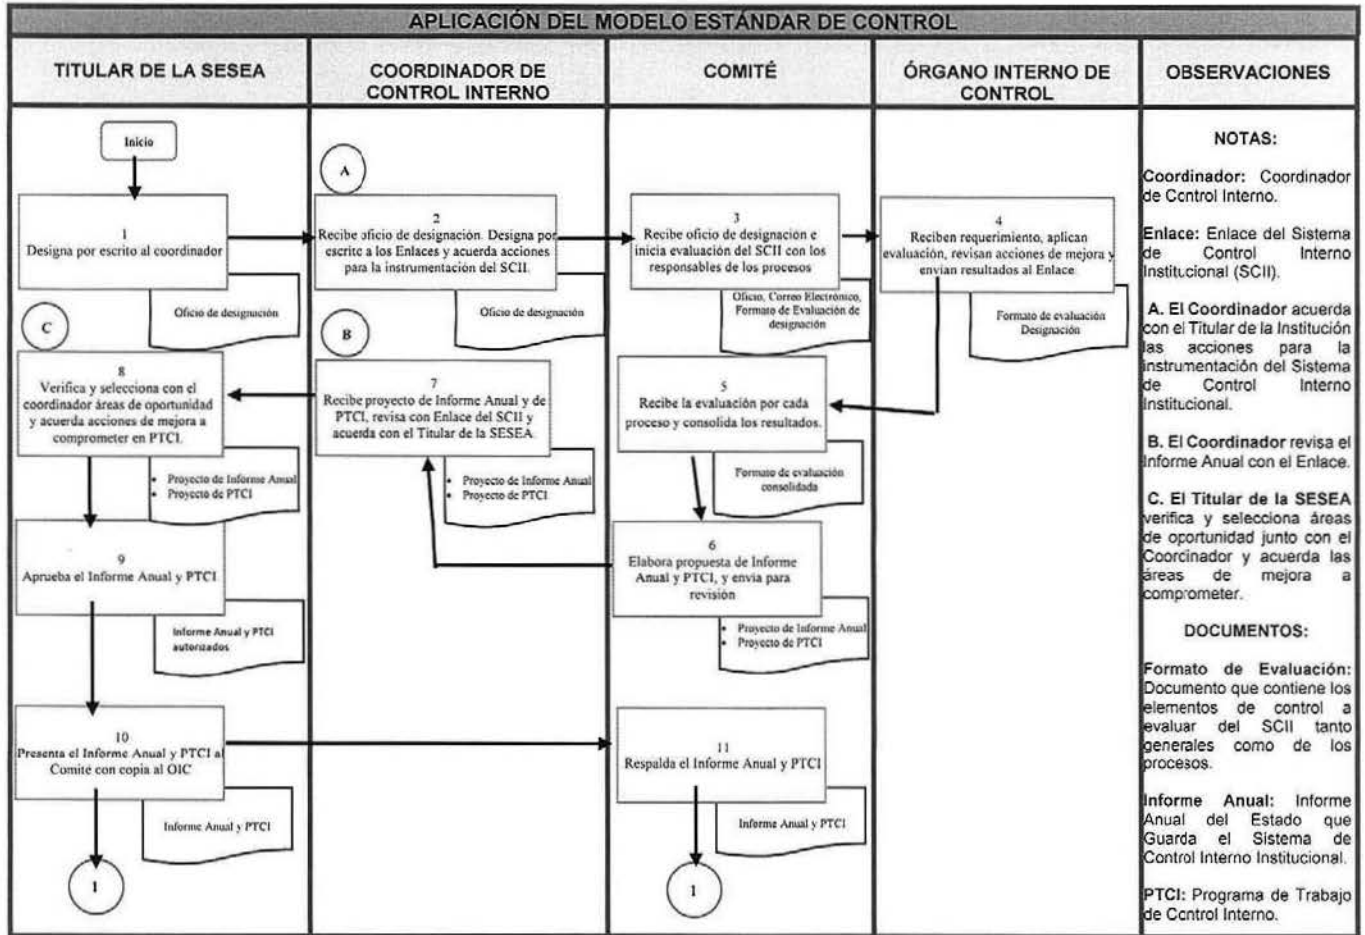 APLICACIÓN DEL MODELO ESTÁNDAR DE CONTROL
TITULAR DE LA SESEA
COORDINADOR DE
CONTROL INTERNO
COMITÉ
ÓRGANO INTERNO DE
CONTROL
OBSERVACIONES
Inicio
1
Designa por escrito al coordinador
Oficio de designación
A
2
Recibe oficio de designación. Designa por
escrito a los Enlaces y acuerda acciones
para la instrumentación del SCII.
Oficio de designación
3
Recibe oficio de designación e
inicia evaluación del SCII con los
responsables de los procesos
Oficio, Correo Electrónico,
Formato de Evaluación de
designación
4
Reciben requerimiento, aplican
evaluación, revisan acciones de mejora y
envían resultados al Enlace
Formato de evaluación
Designación
C
8
Verifica y selecciona con el
coordinador áreas de oportunidad
y acuerda acciones de mejora a
comprometer en PTCI.
• Proyecto de Informe Anual
• Proyecto de PTCI
B
7
Recibe proyecto de Informe Anual y de
PTCI, revisa con Enlace del SCII y
acuerda con el Titular de la SESEA
• Proyecto de Informe Anual
• Proyecto de PTCI
5
Recibe la evaluación por cada
proceso y consolida los resultados.
Formato de evaluación
consolidada
6
Elabora propuesta de Informe
Anual y PTCI, y envía para
revisión
• Proyecto de Informe Anual
• Proyecto de PTCI
9
Aprueba el Informe Anual y PTCI
Informe Anual y PTCI
autorizados
10
Presenta el Informe Anual y PTCI al
Comité con copia al OIC
Informe Anual y PTCI
1
11
Respalda el Informe Anual y PTCI
Informe Anual y PTCI
1
NOTAS:
Coordinador: Coordinador
de Control Interno.
Enlace: Enlace del Sistema
de Control Interno
Institucional (SCII).
A. El Coordinador acuerda
con el Titular de la Institución
las acciones para la
instrumentación del Sistema
de Control Interno
Institucional.
B. El Coordinador revisa el
Informe Anual con el Enlace.
C. El Titular de la SESEA
verifica y selecciona áreas
de oportunidad junto con el
Coordinador y acuerda las
áreas de mejora a
comprometer.
DOCUMENTOS:
Formato de Evaluación:
Documento que contiene los
elementos de control a
evaluar del SCII tanto
generales como de los
procesos.
Informe Anual: Informe
Anual del Estado que
Guarda el Sistema de
Control Interno Institucional.
PTCI: Programa de Trabajo
de Control Interno.